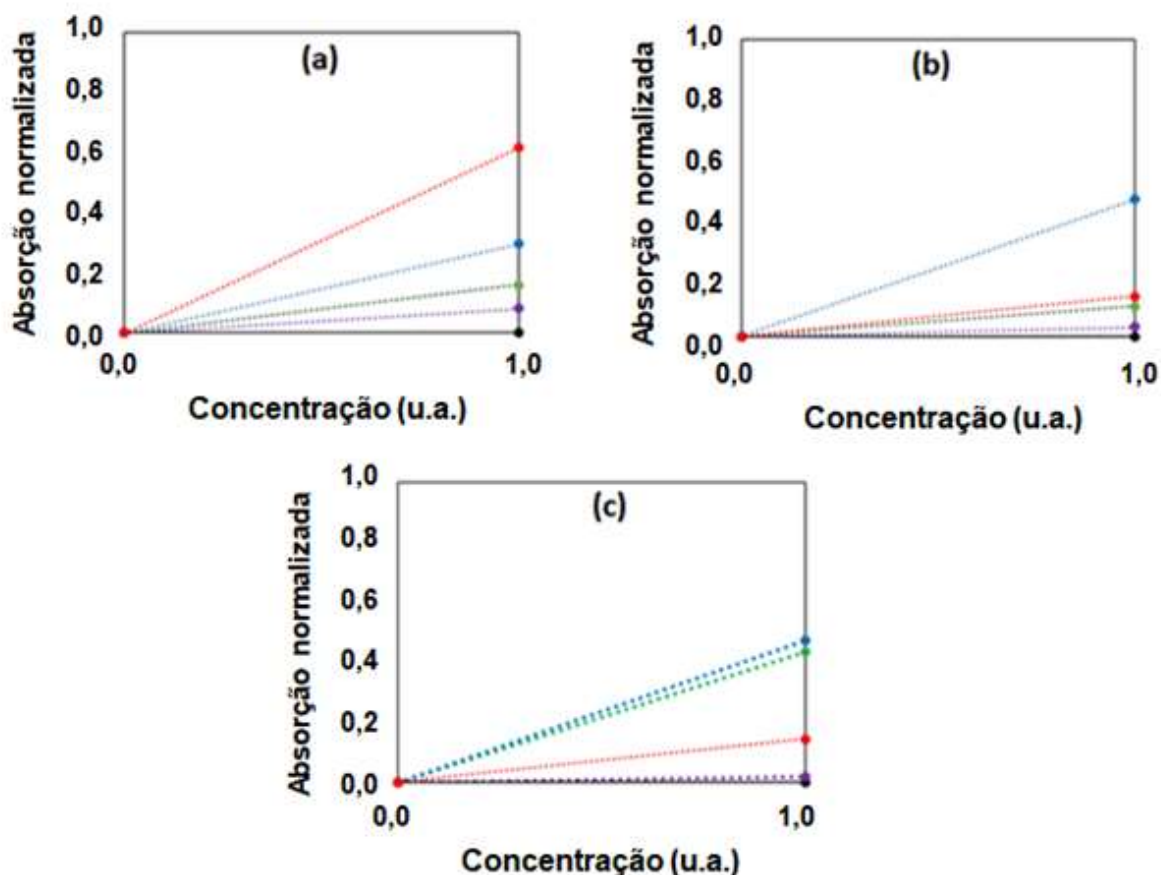 (a)
Absorção normalizada
1,0
0,8
0,6
0,4
0,2
0,0
0,0
1,0
Concentração (u.a.)
(b)
Absorção normalizada
1,0
0,8
0,6
0,4
0,2
0,0
0,0
1,0
Concentração (u.a.)
(c)
Absorção normalizada
1,0
0,8
0,6
0,4
0,2
0,0
0,0
1,0
Concentração (u.a.)